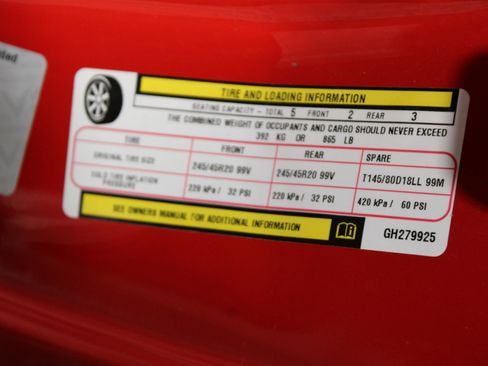 TIRE AND LOADING INFORMATION
SEATING CAPACITY - TOTAL 5 FRONT 2 REAR 3
THE COMBINED WEIGHT OF OCCUPANTS AND CARGO SHOULD NEVER EXCEED
392 KG OR 865 LB
TIRE FRONT REAR SPARE
ORIGINAL TIRE SIZE 245/45R20 99V 245/45R20 99V T145/80D18LL 99M
COLD TIRE INFLATION PRESSURE 220 kPa / 32 PSI 220 kPa / 32 PSI 420 kPa / 60 PSI
SEE OWNERS MANUAL FOR ADDITIONAL INFORMATION
GH279925